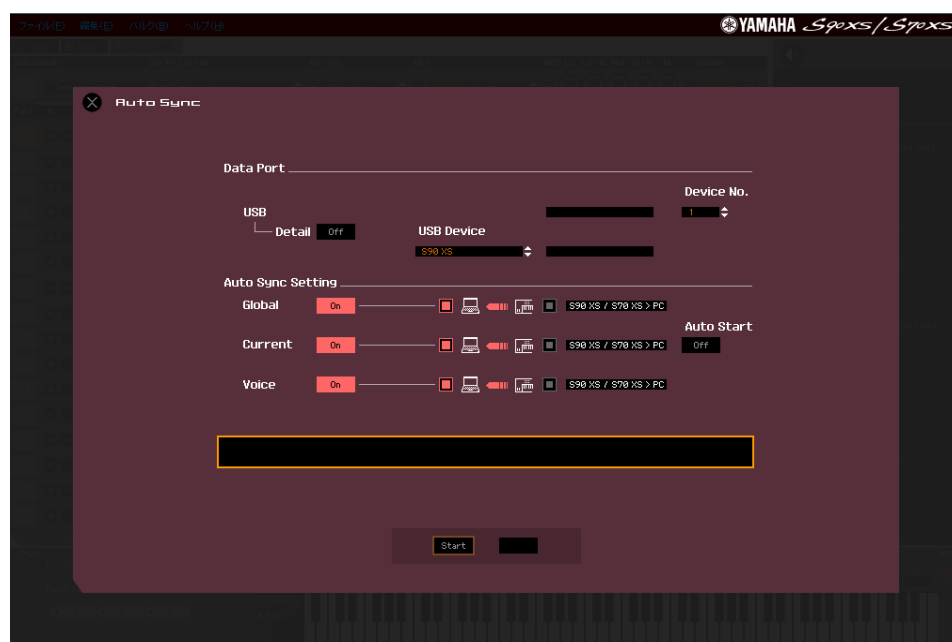 ファイル(F) 編集(E) バルク(B) ヘルプ(H)
YAMAHA S90XS/S70XS
Auto Sync
Data Port
Device No.
USB
1
Detail Off
USB Device
S90 XS
Auto Sync Setting
Global On S90 XS / S70 XS > PC
Auto Start
Current On S90 XS / S70 XS > PC Off
Voice On S90 XS / S70 XS > PC
Start